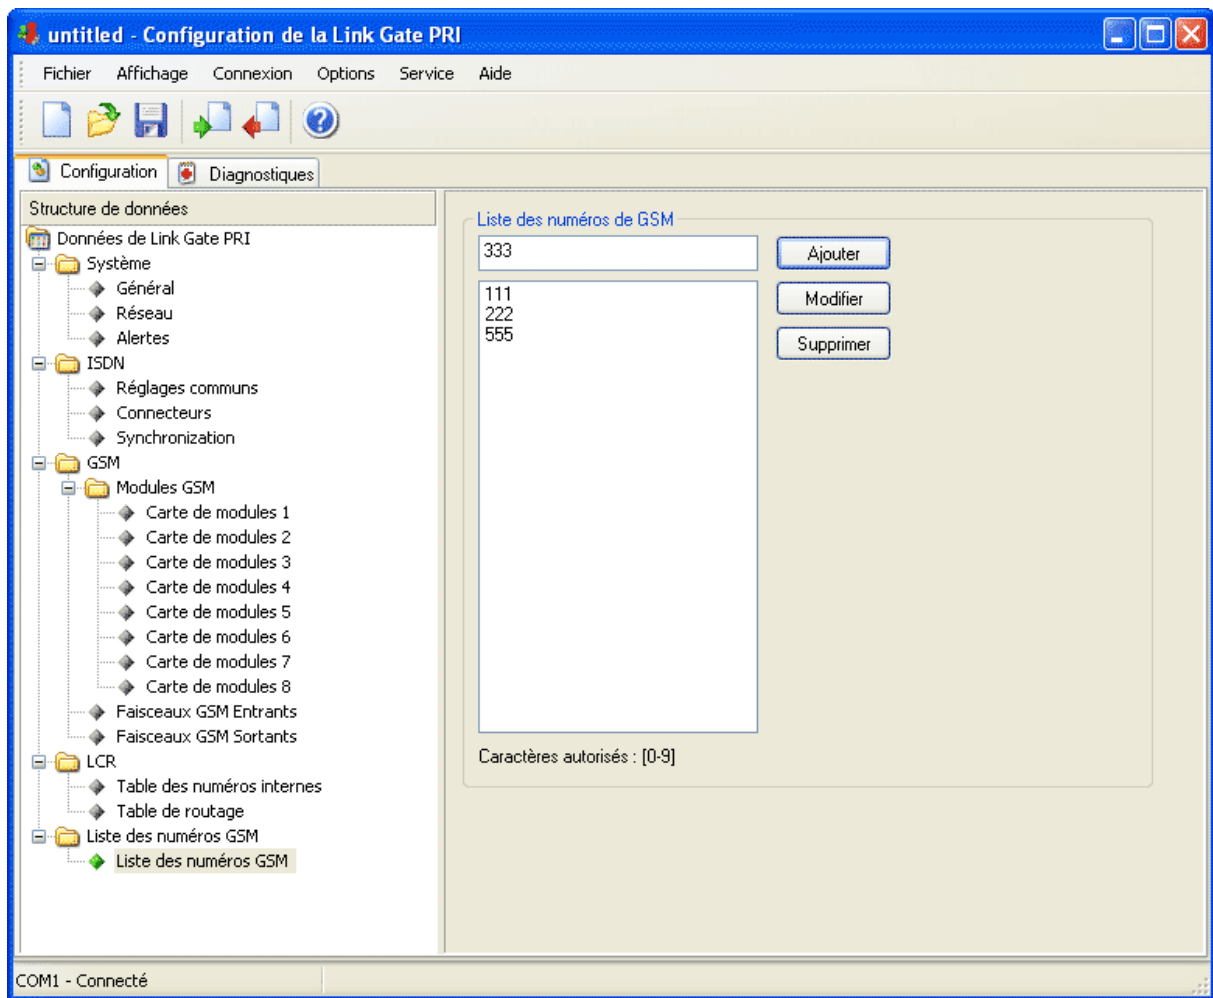 untitled - Configuration de la Link Gate PRI
Fichier Affichage Connexion Options Service Aide
Configuration Diagnostiques
Structure de données
Données de Link Gate PRI
Système
Général
Réseau
Alertes
ISDN
Réglages communs
Connecteurs
Synchronization
GSM
Modules GSM
Carte de modules 1
Carte de modules 2
Carte de modules 3
Carte de modules 4
Carte de modules 5
Carte de modules 6
Carte de modules 7
Carte de modules 8
Faisceaux GSM Entrants
Faisceaux GSM Sortants
LCR
Table des numéros internes
Table de routage
Liste des numéros GSM
Liste des numéros GSM
Liste des numéros de GSM
333
Ajouter
111
222
555
Modifier
Supprimer
Caractères autorisés : [0-9]
COM1 - Connecté